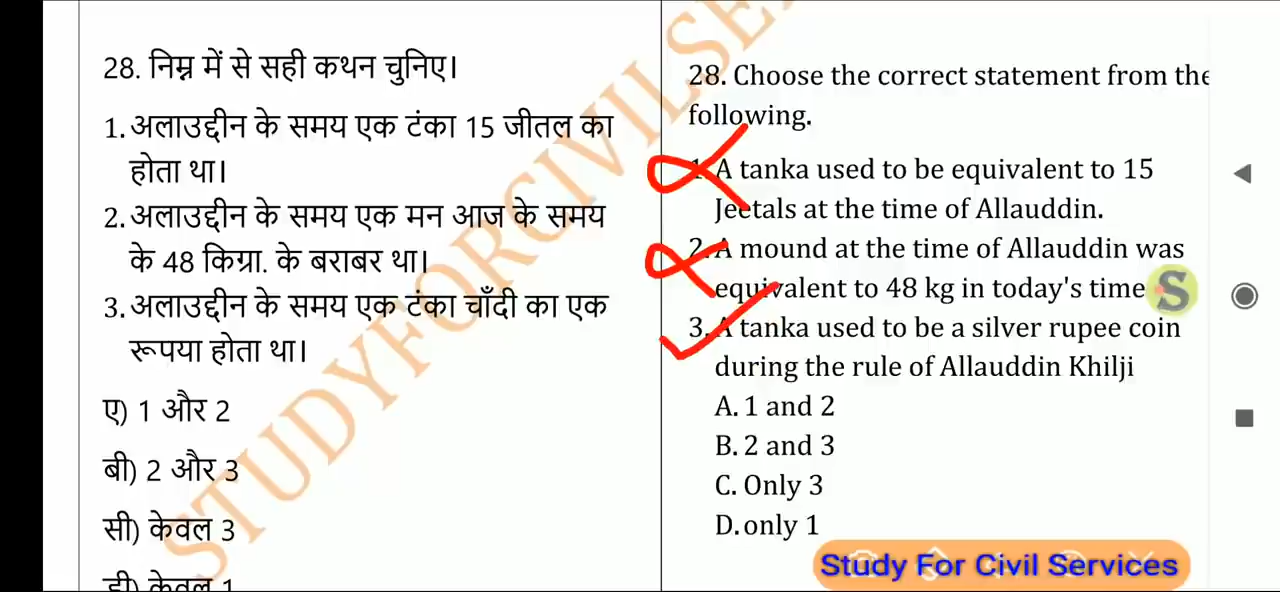 28. निम्न में से सही कथन चुनिए।
1. अलाउद्दीन के समय एक टंका 15 जीतल का
होता था।
2. अलाउद्दीन के समय एक मन आज के समय
के 48 किग्रा. के बराबर था।
3. अलाउद्दीन के समय एक टंका चाँदी का एक
रूपया होता था।
ए) 1 और 2
बी) 2 और 3
सी) केवल 3
डी) केवल 1
28. Choose the correct statement from the
following.
1. A tanka used to be equivalent to 15
Jeetals at the time of Allauddin.
2. A mound at the time of Allauddin was
equivalent to 48 kg in today's time
3. A tanka used to be a silver rupee coin
during the rule of Allauddin Khilji
A. 1 and 2
B. 2 and 3
C. Only 3
D. only 1
STUDYFORCIVILSE
S
Study For Civil Services